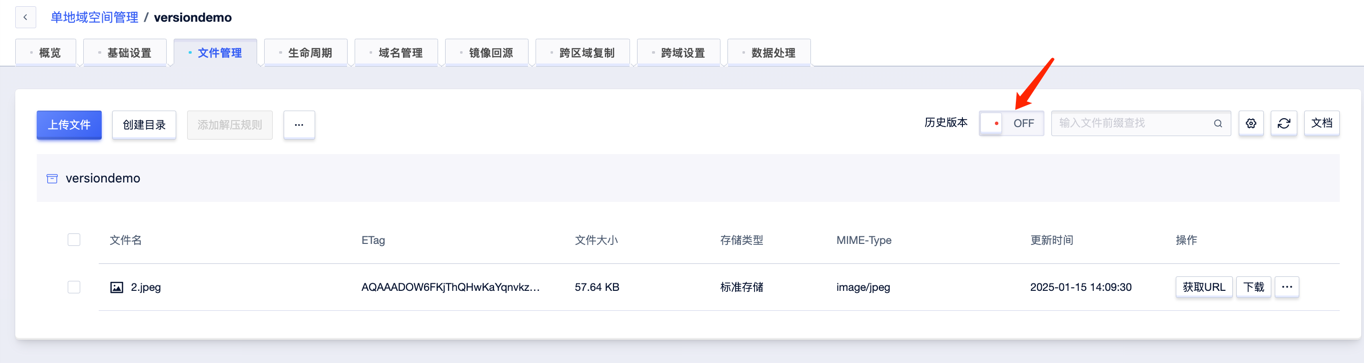 单地域空间管理 / versiondemo
概览 基础设置 文件管理 生命周期 域名管理 镜像回源 跨区域复制 跨域设置 数据处理
上传文件 创建目录 添加解压规则 ··· 历史版本 OFF 输入文件前缀查找 文档
versiondemo
文件名 ETag 文件大小 存储类型 MIME-Type 更新时间 操作
2.jpeg AQAAADOW6FKjThQHwKaYqnvkz... 57.64 KB 标准存储 image/jpeg 2025-01-15 14:09:30 获取URL 下载 ···